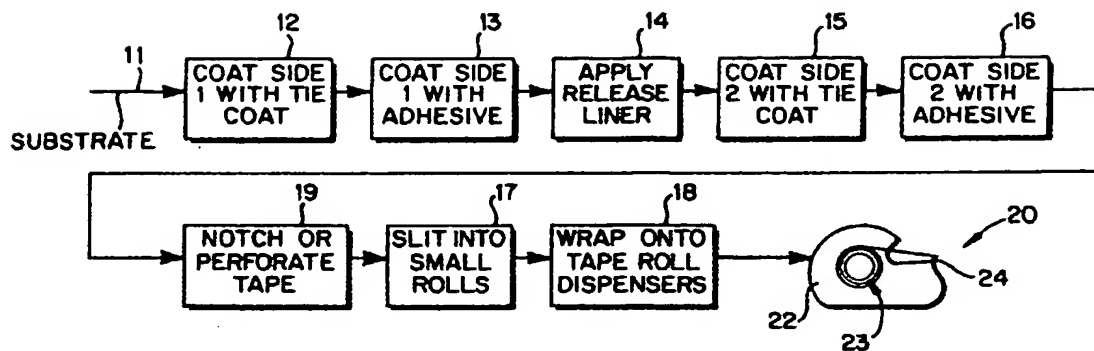 11
SUBSTRATE
12
COAT SIDE
1 WITH TIE
COAT
13
COAT SIDE
1 WITH
ADHESIVE
14
APPLY
RELEASE
LINER
15
COAT SIDE
2 WITH TIE
COAT
16
COAT SIDE
2 WITH
ADHESIVE
19
NOTCH OR
PERFORATE
TAPE
17
SLIT INTO
SMALL
ROLLS
18
WRAP ONTO
TAPE ROLL
DISPENSERS
20
22
23
24